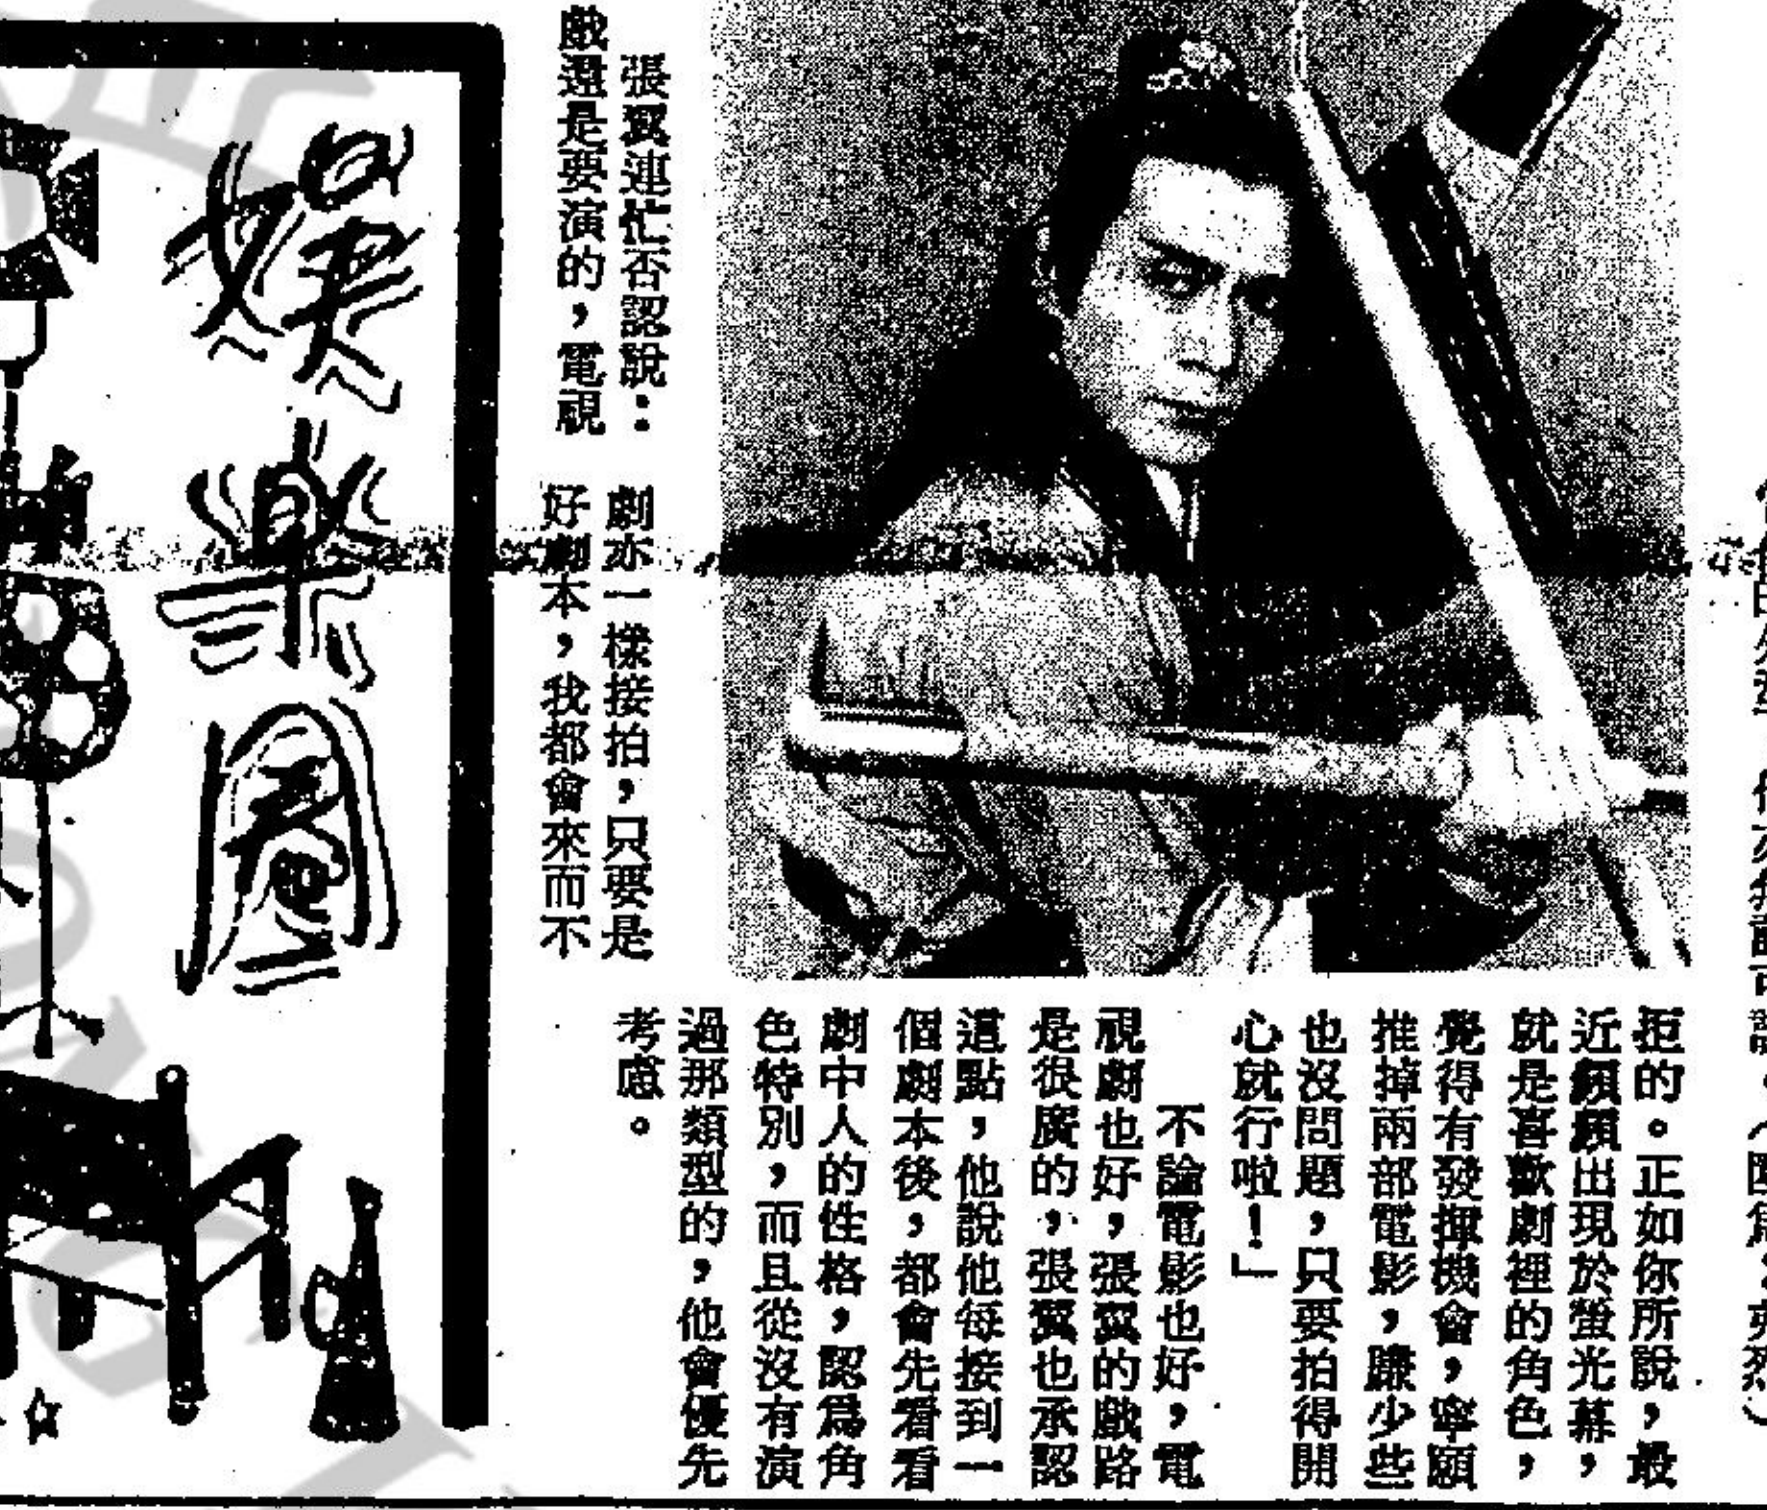 張翼連忙否認說：
戲還是要演的，電視
劇亦一樣接拍，只要是
好劇本，我都會來而不
拒的。正如你所說，最
近頻頻出現於螢光幕，
就是喜歡劇裡的角色，
覺得有發揮機會，寧願
推掉兩部電影，賺少些
也沒問題，只要拍得開
心就行啦！」
不論電影也好，電
視劇也好，張翼的戲路
是很廣的，張翼也承認
這點，他說他每接到一
個劇本後，都會先看看
劇中人的性格，認爲角
色特別，而且從沒有演
過那類型的，他會優先
考慮。
娛樂圈